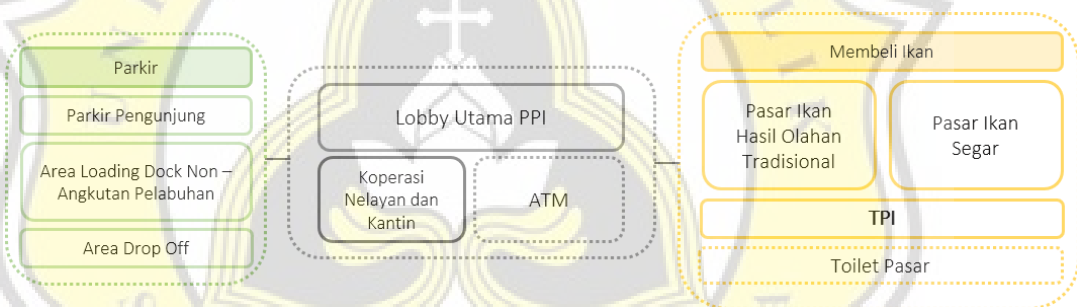 Parkir
Parkir Pengunjung
Area Loading Dock Non –
Angkutan Pelabuhan
Area Drop Off
Lobby Utama PPI
Koperasi
Nelayan dan
Kantin
ATM
Membeli Ikan
Pasar Ikan
Hasil Olahan
Tradisional
Pasar Ikan
Segar
TPI
Toilet Pasar